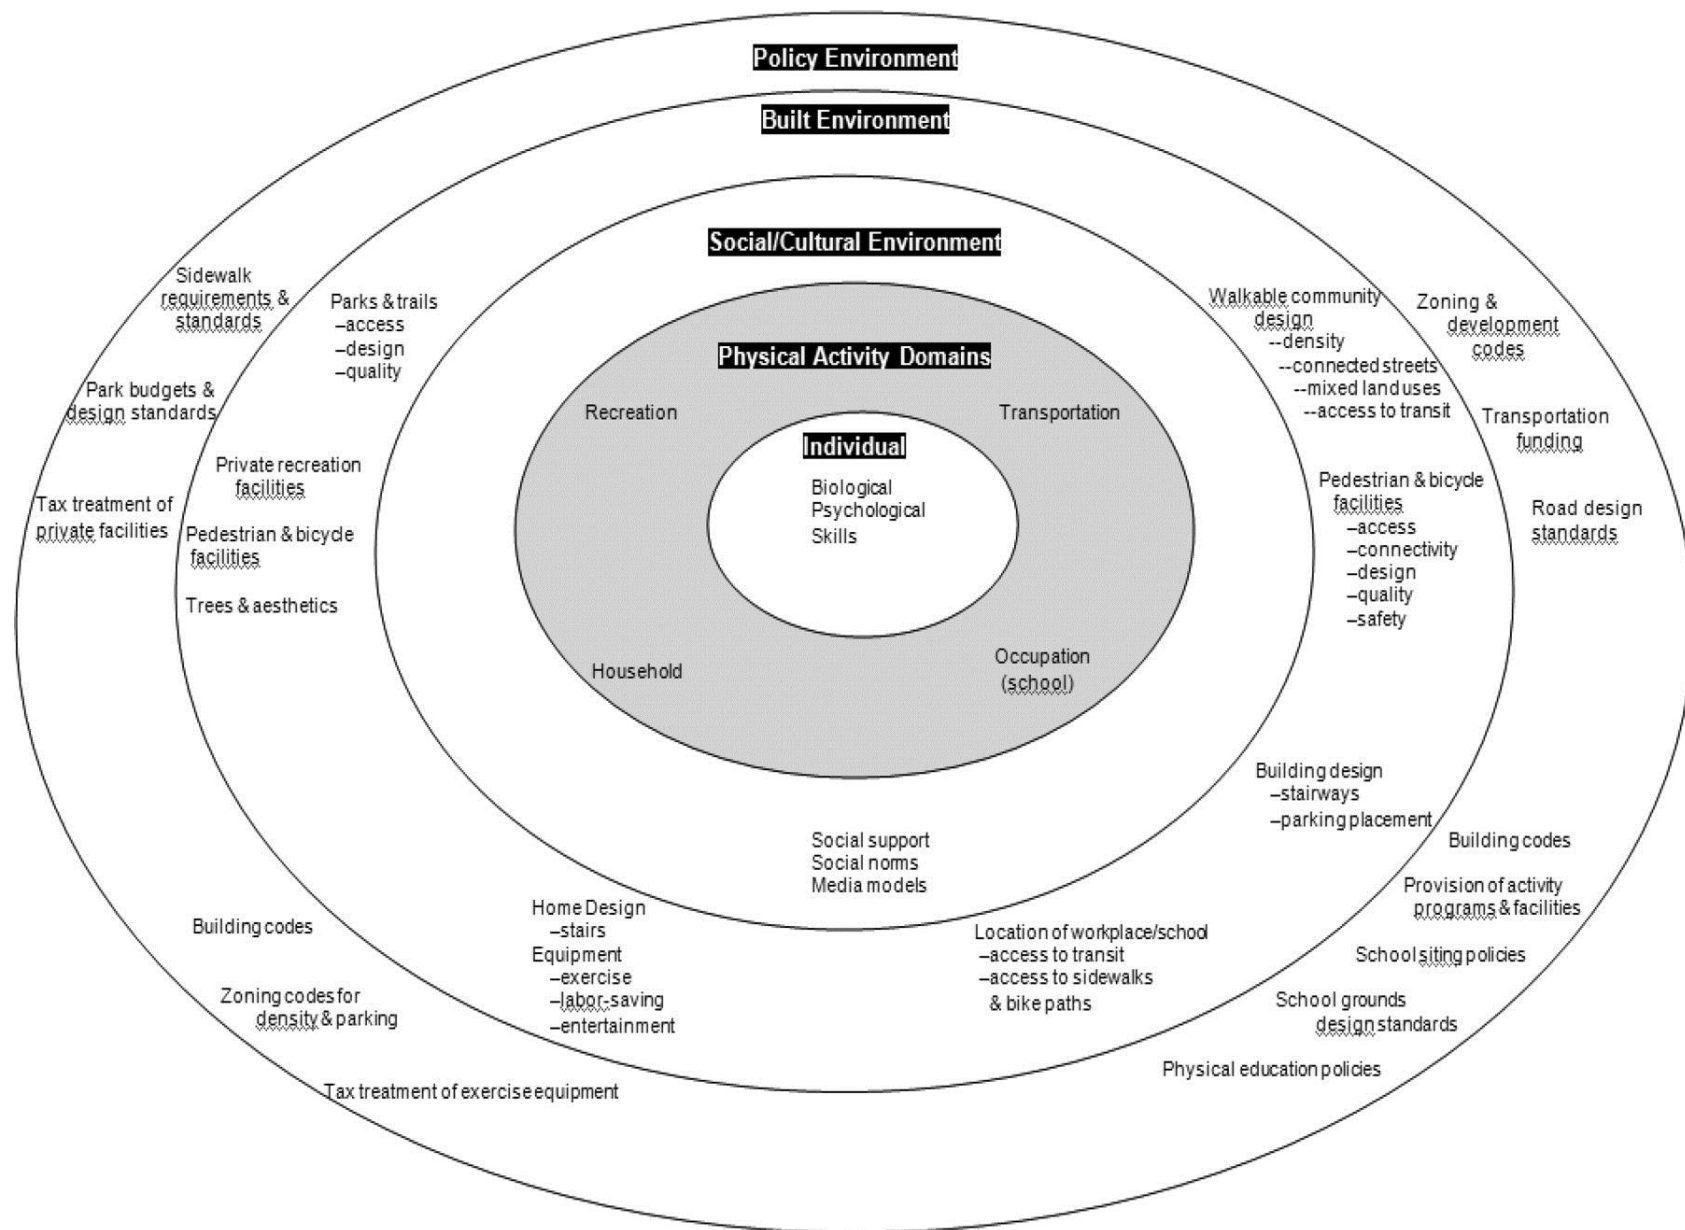 Policy Environment
Built Environment
Social/Cultural Environment
Physical Activity Domains
Individual
Biological
Psychological
Skills
Recreation
Transportation
Household
Occupation
(school)
Social support
Social norms
Media models
Parks & trails
–access
–design
–quality
Private recreation
facilities
Pedestrian & bicycle
facilities
Trees & aesthetics
Walkable community
design
--density
--connected streets
--mixed land uses
--access to transit
Pedestrian & bicycle
facilities
–access
–connectivity
–design
–quality
–safety
Building design
–stairways
–parking placement
Home Design
–stairs
Equipment
–exercise
–labor-saving
–entertainment
Location of workplace/school
–access to transit
–access to sidewalks
& bike paths
Sidewalk
requirements &
standards
Park budgets &
design standards
Tax treatment of
private facilities
Zoning &
development
codes
Transportation
funding
Road design
standards
Building codes
Zoning codes for
density & parking
Tax treatment of exercise equipment
Building codes
Provision of activity
programs & facilities
School siting policies
School grounds
design standards
Physical education policies